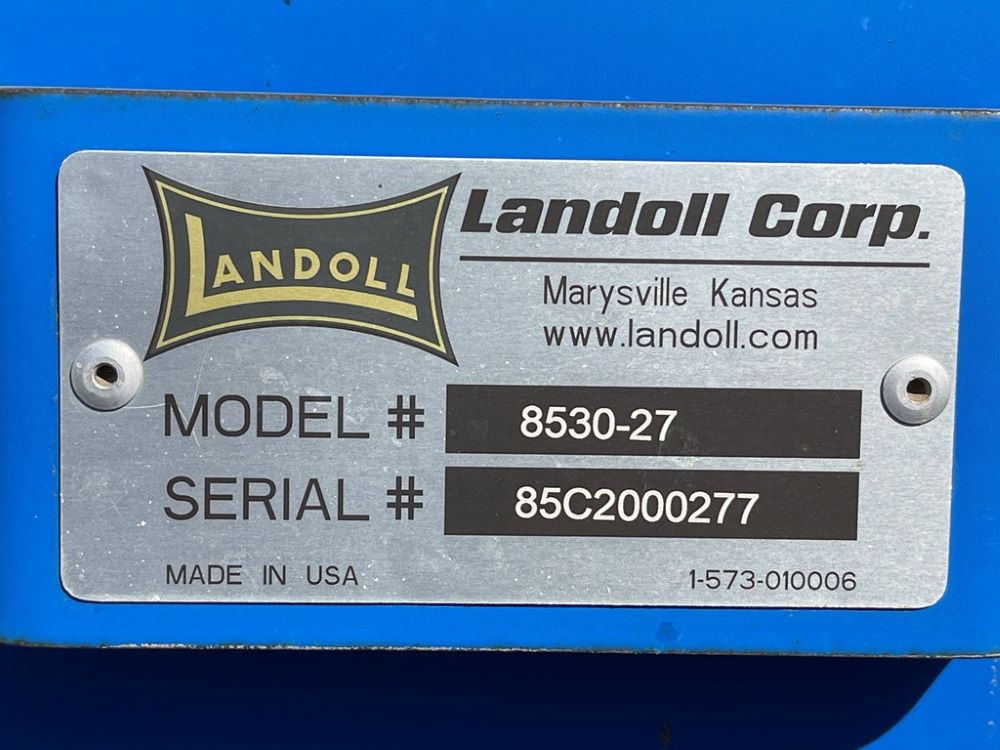 LANDOLL
Landoll Corp.
Marysville Kansas
www.landoll.com
MODEL # 8530-27
SERIAL # 85C2000277
MADE IN USA 1-573-010006